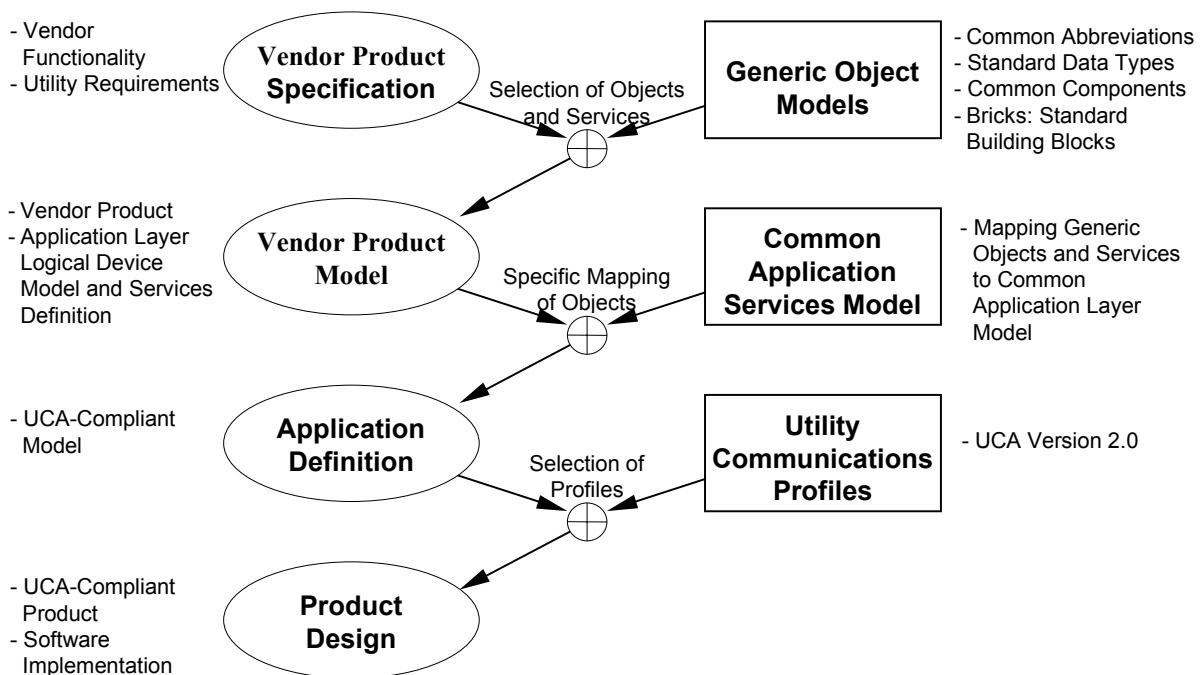 - Vendor
Functionality
- Utility Requirements
Vendor Product
Specification
Selection of Objects
and Services
Generic Object
Models
- Common Abbreviations
- Standard Data Types
- Common Components
- Bricks: Standard
Building Blocks
- Vendor Product
- Application Layer
Logical Device
Model and Services
Definition
Vendor Product
Model
Specific Mapping
of Objects
Common
Application
Services Model
- Mapping Generic
Objects and Services
to Common
Application Layer
Model
- UCA-Compliant
Model
Application
Definition
Selection of
Profiles
Utility
Communications
Profiles
- UCA Version 2.0
- UCA-Compliant
Product
- Software
Implementation
Product
Design